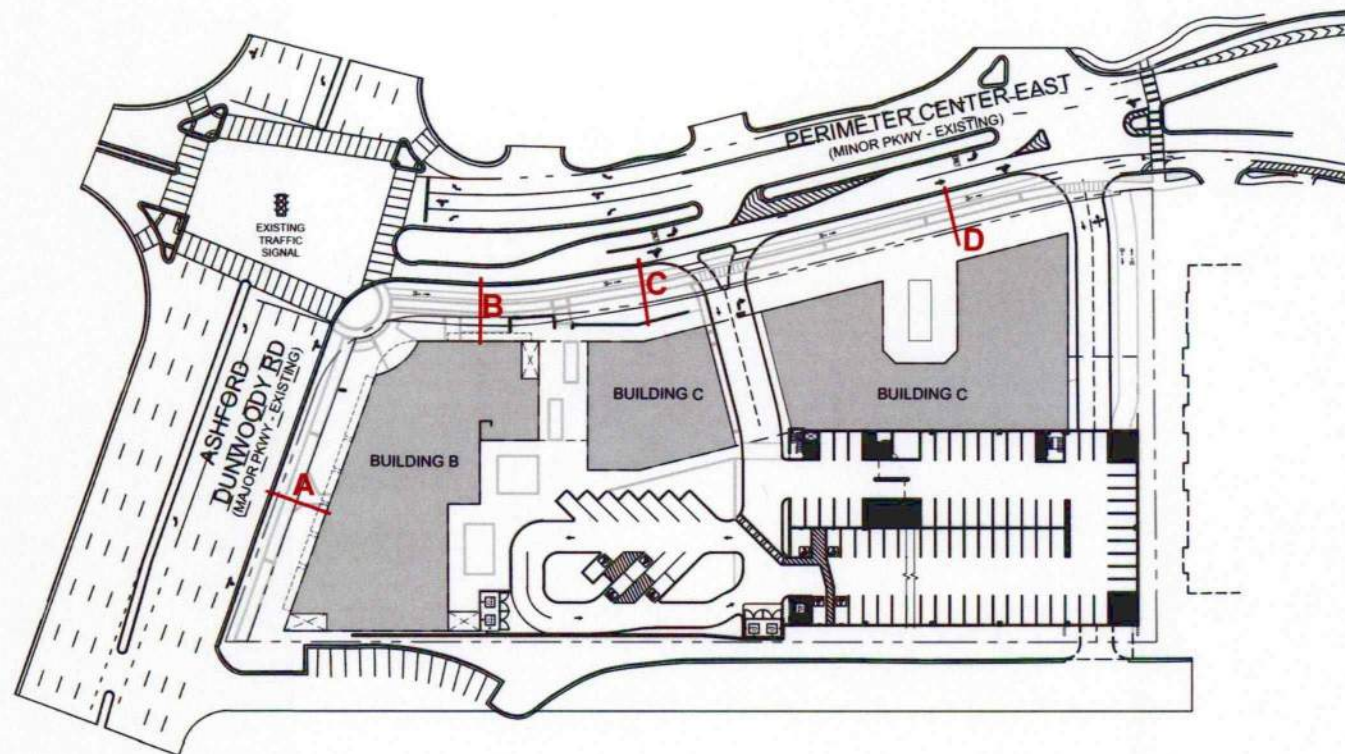 PERIMETER CENTER EAST
(MINOR PKWY - EXISTING)
EXISTING
TRAFFIC
SIGNAL
D
C
B
ASHFORD
DUNWOODY RD
(MAJOR PKWY - EXISTING)
BUILDING C
BUILDING C
BUILDING B
A